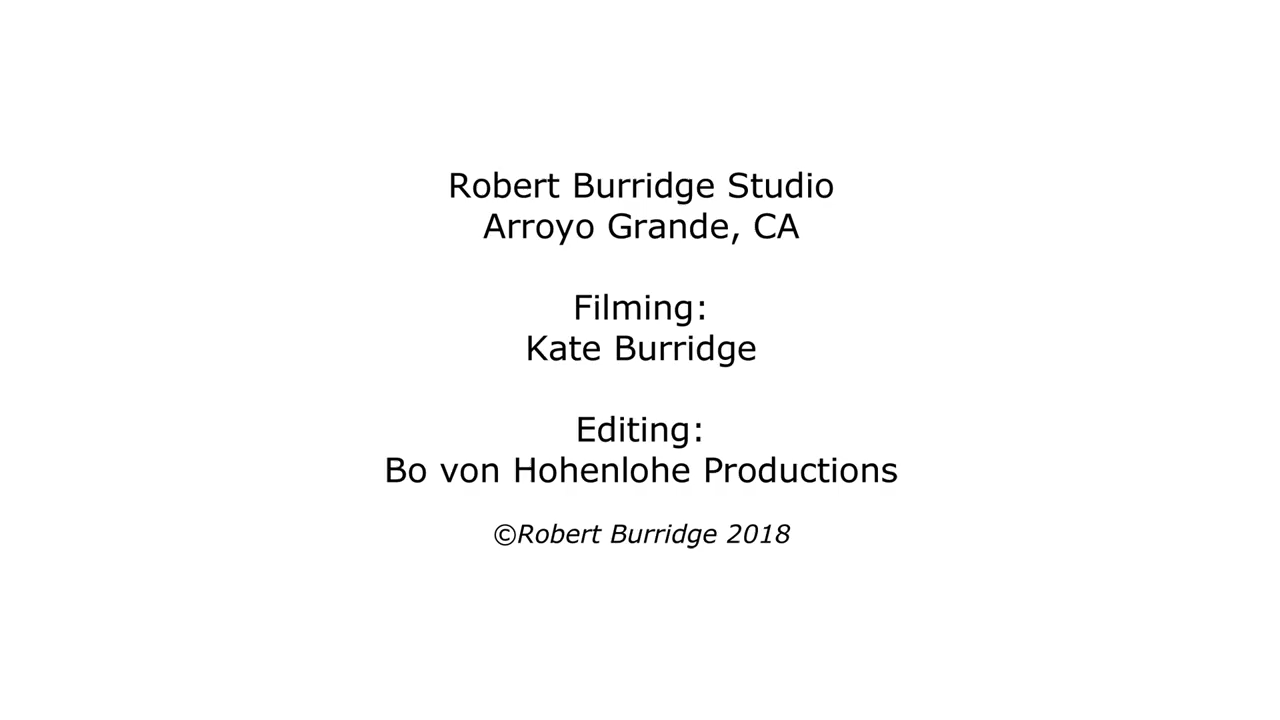 Robert Burridge Studio
Arroyo Grande, CA
Filming:
Kate Burridge
Editing:
Bo von Hohenlohe Productions
©Robert Burridge 2018